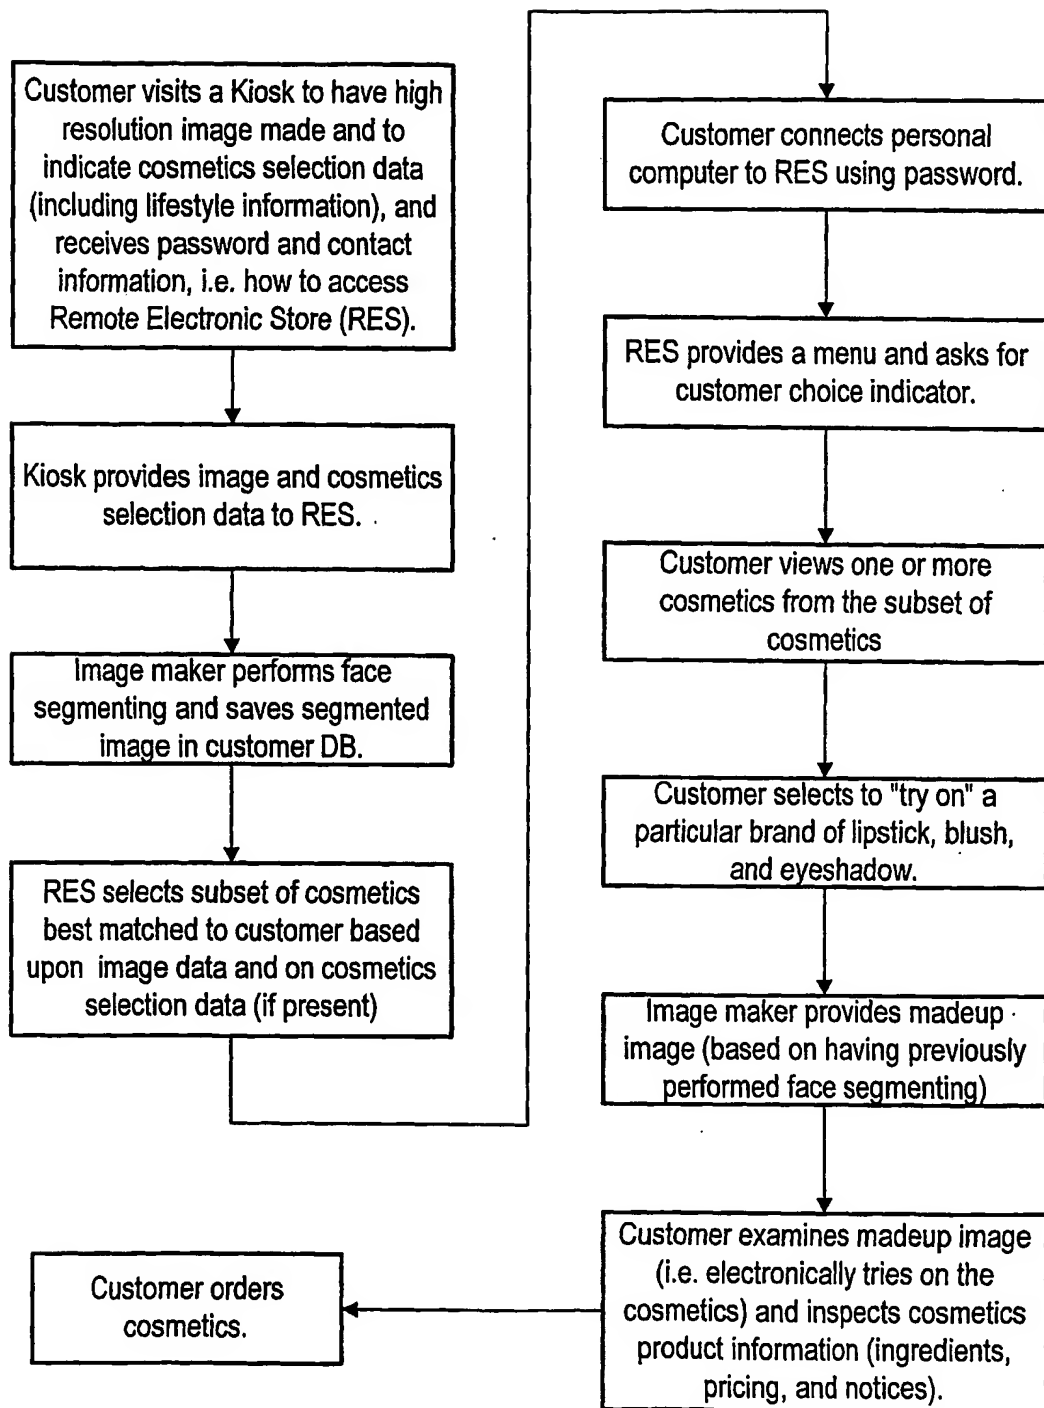 Customer visits a Kiosk to have high
resolution image made and to
indicate cosmetics selection data
(including lifestyle information), and
receives password and contact
information, i.e. how to access
Remote Electronic Store (RES).
Kiosk provides image and cosmetics
selection data to RES.
Image maker performs face
segmenting and saves segmented
image in customer DB.
RES selects subset of cosmetics
best matched to customer based
upon image data and on cosmetics
selection data (if present)
Customer connects personal
computer to RES using password.
RES provides a menu and asks for
customer choice indicator.
Customer views one or more
cosmetics from the subset of
cosmetics
Customer selects to "try on" a
particular brand of lipstick, blush,
and eyeshadow.
Image maker provides madeup
image (based on having previously
performed face segmenting)
Customer examines madeup image
(i.e. electronically tries on the
cosmetics) and inspects cosmetics
product information (ingredients,
pricing, and notices).
Customer orders
cosmetics.